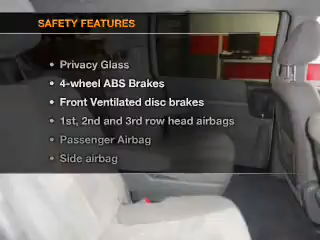 SAFETY FEATURES
• Privacy Glass
• 4-wheel ABS Brakes
• Front Ventilated disc brakes
• 1st, 2nd and 3rd row head airbags
• Passenger Airbag
• Side airbag